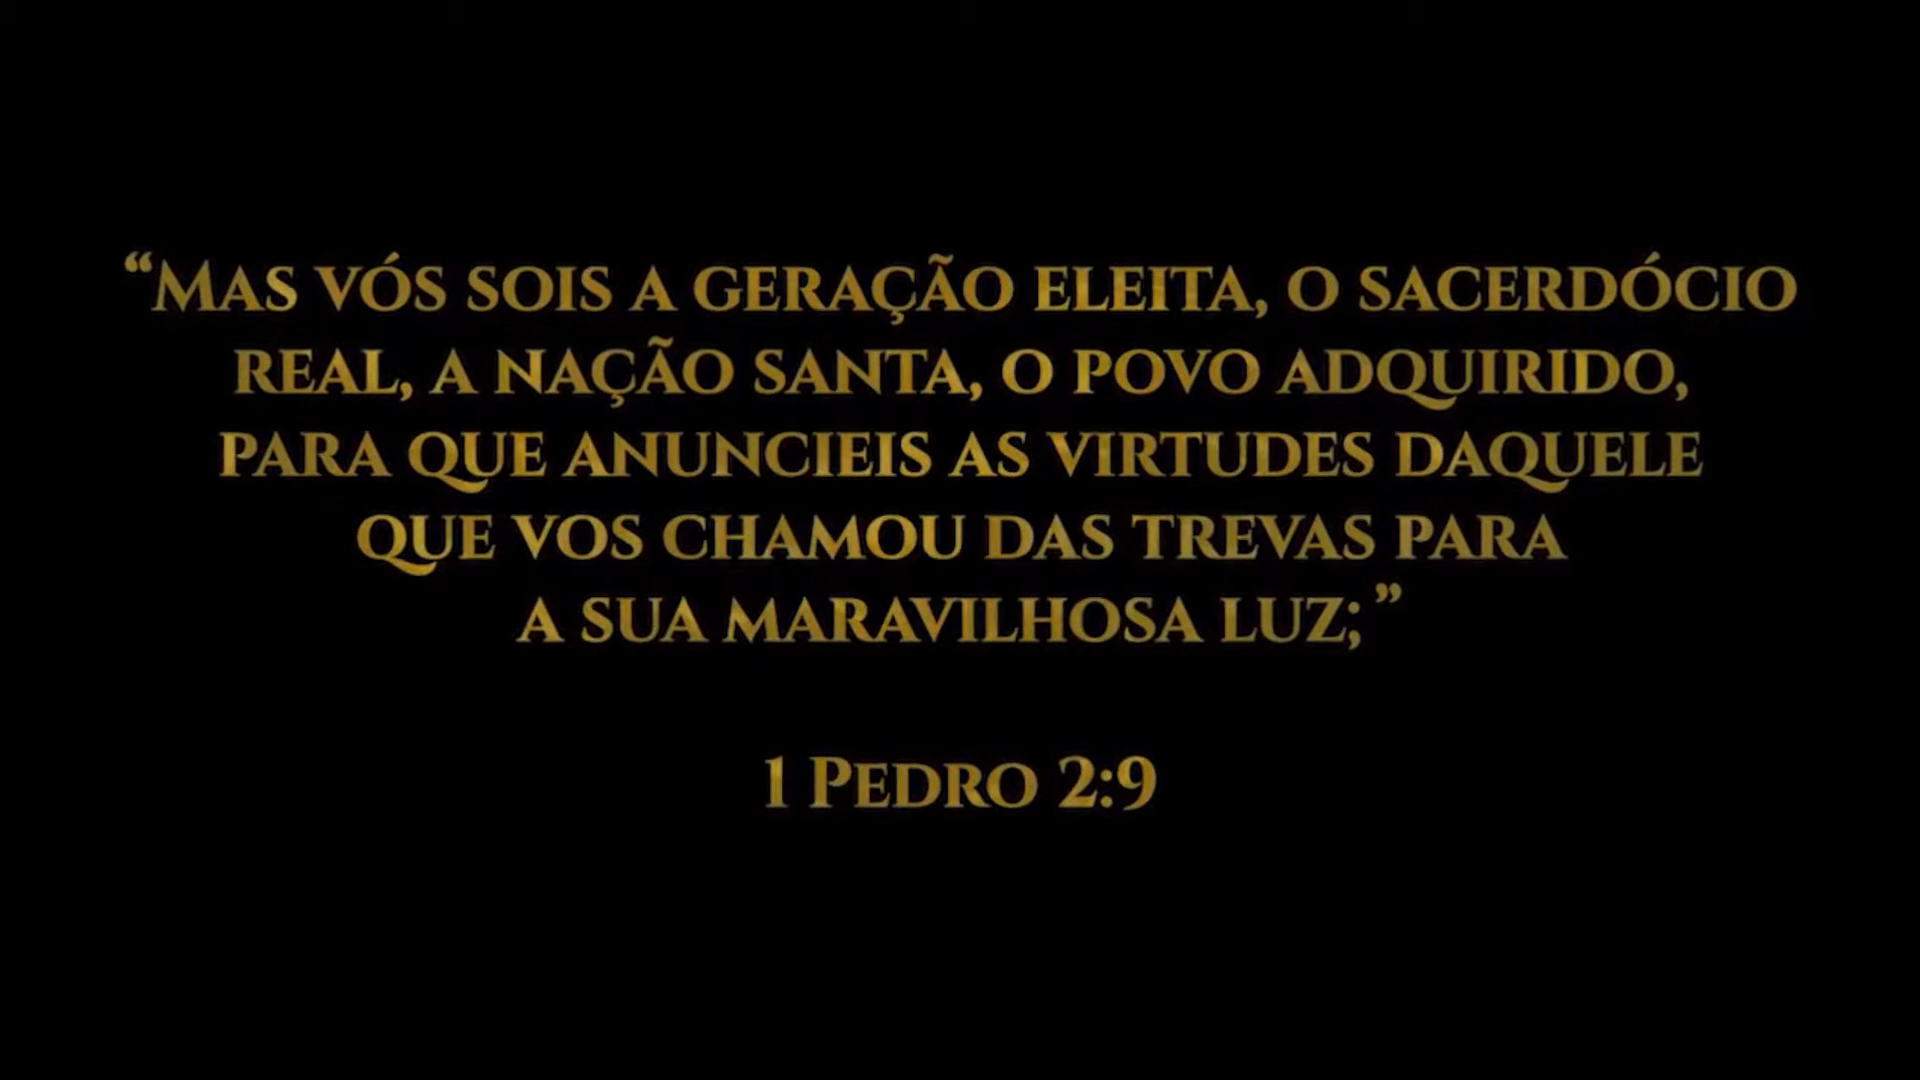 “Mas vós sois a geração eleita, o sacerdócio
real, a nação santa, o povo adquirido,
para que anuncieis as virtudes daquele
que vos chamou das trevas para
a sua maravilhosa luz;”
1 Pedro 2:9